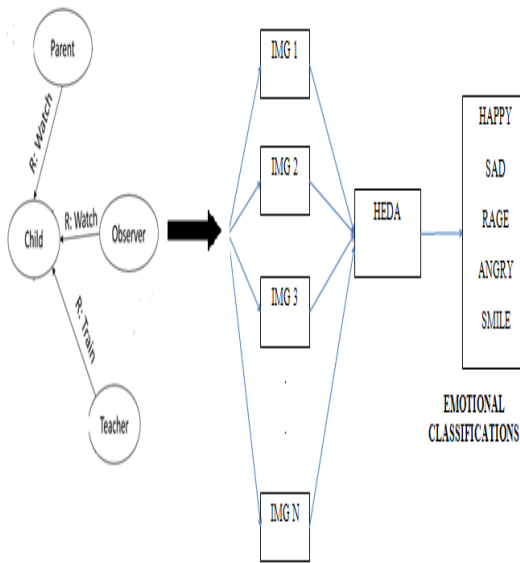 Parent
R: Watch
Child
R: Watch
Observer
R: Train
Teacher
IMG 1
IMG 2
IMG 3
.
.
IMG N
HEDA
HAPPY
SAD
RAGE
ANGRY
SMILE
EMOTIONAL
CLASSIFICATIONS